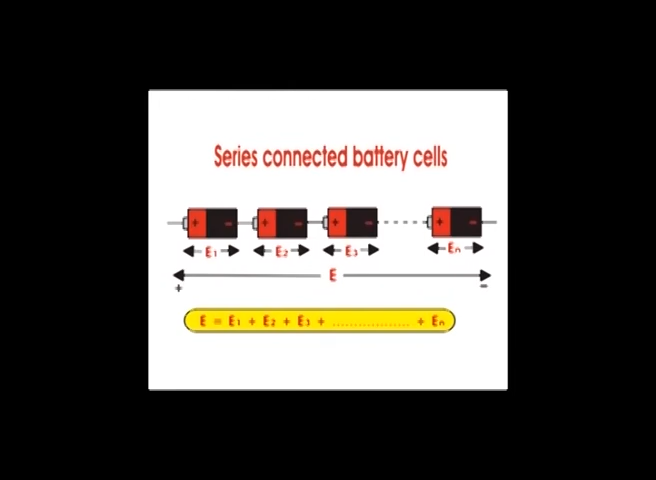 Series connected battery cells
+ - + - + - + -
E1 E2 E3 En
E
+ -
E = E1 + E2 + E3 + .................. + En